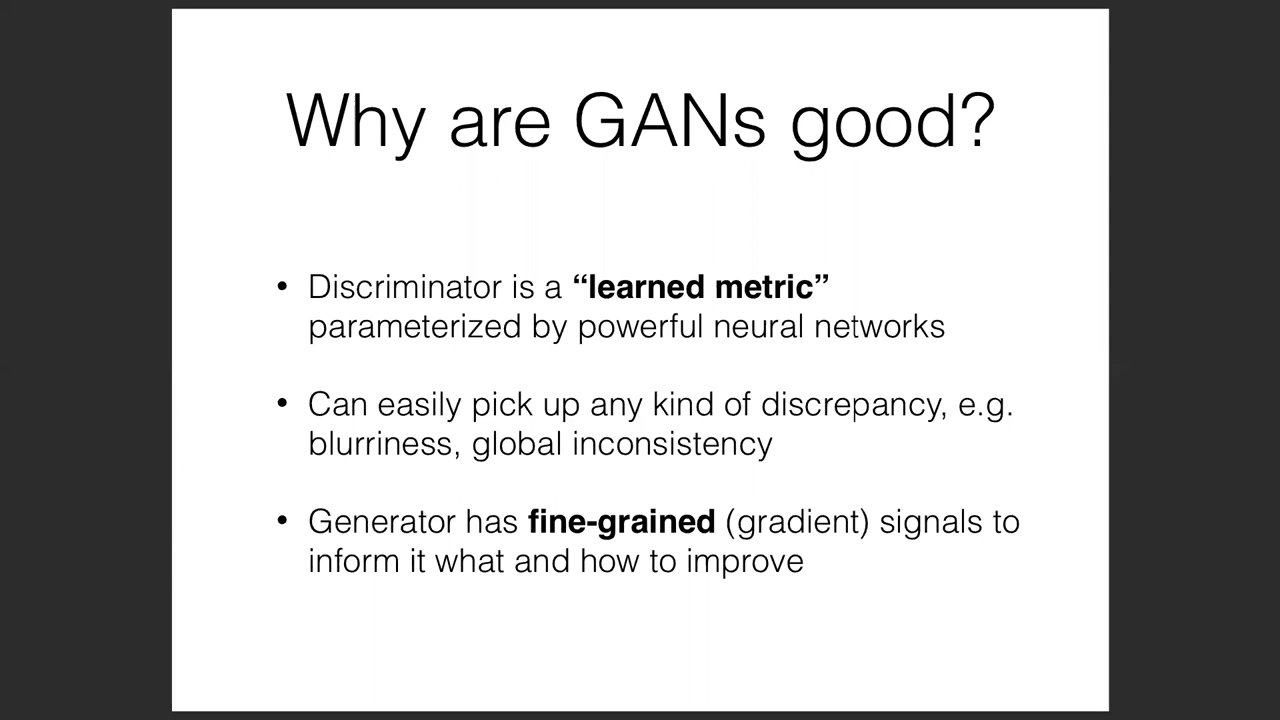 Why are GANs good?
• Discriminator is a “learned metric”
parameterized by powerful neural networks
• Can easily pick up any kind of discrepancy, e.g.
blurriness, global inconsistency
• Generator has fine-grained (gradient) signals to
inform it what and how to improve